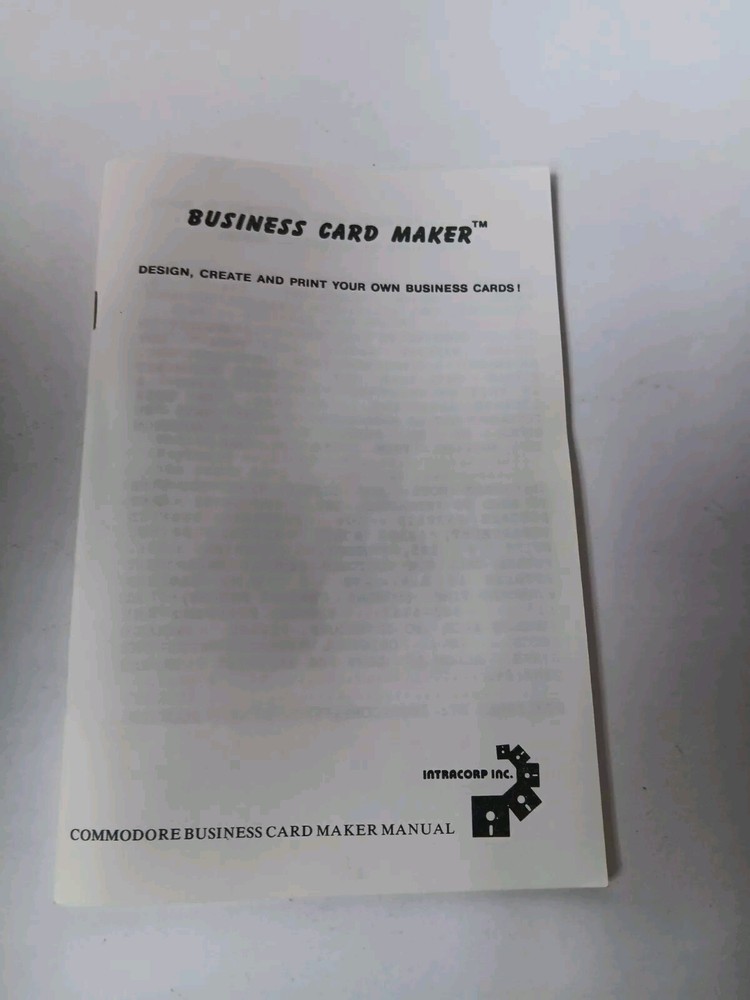 BUSINESS CARD MAKER™
DESIGN, CREATE AND PRINT YOUR OWN BUSINESS CARDS!
INTRACORP INC.
COMMODORE BUSINESS CARD MAKER MANUAL